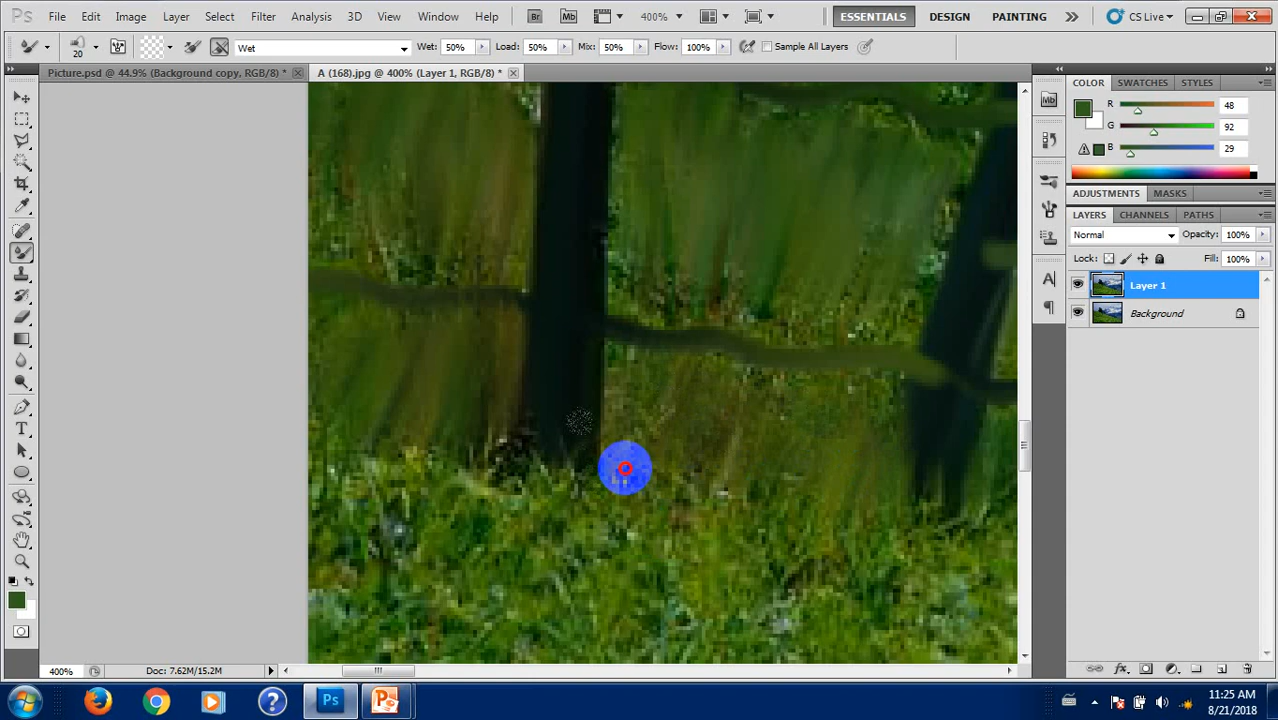 Ps File Edit Image Layer Select Filter Analysis 3D View Window Help Br Mb 400% ESSENTIALS DESIGN PAINTING CS Live
20 Wet Wet: 50% Load: 50% Mix: 50% Flow: 100% Sample All Layers
Picture.psd @ 44.9% (Background copy, RGB/8) * A (168).jpg @ 400% (Layer 1, RGB/8) *
COLOR SWATCHES STYLES
R 48
G 92
B 29
ADJUSTMENTS MASKS
LAYERS CHANNELS PATHS
Normal Opacity: 100%
Lock: Fill: 100%
Layer 1
Background
400% Doc: 7.62M/15.2M
Ps
11:25 AM
8/21/2018